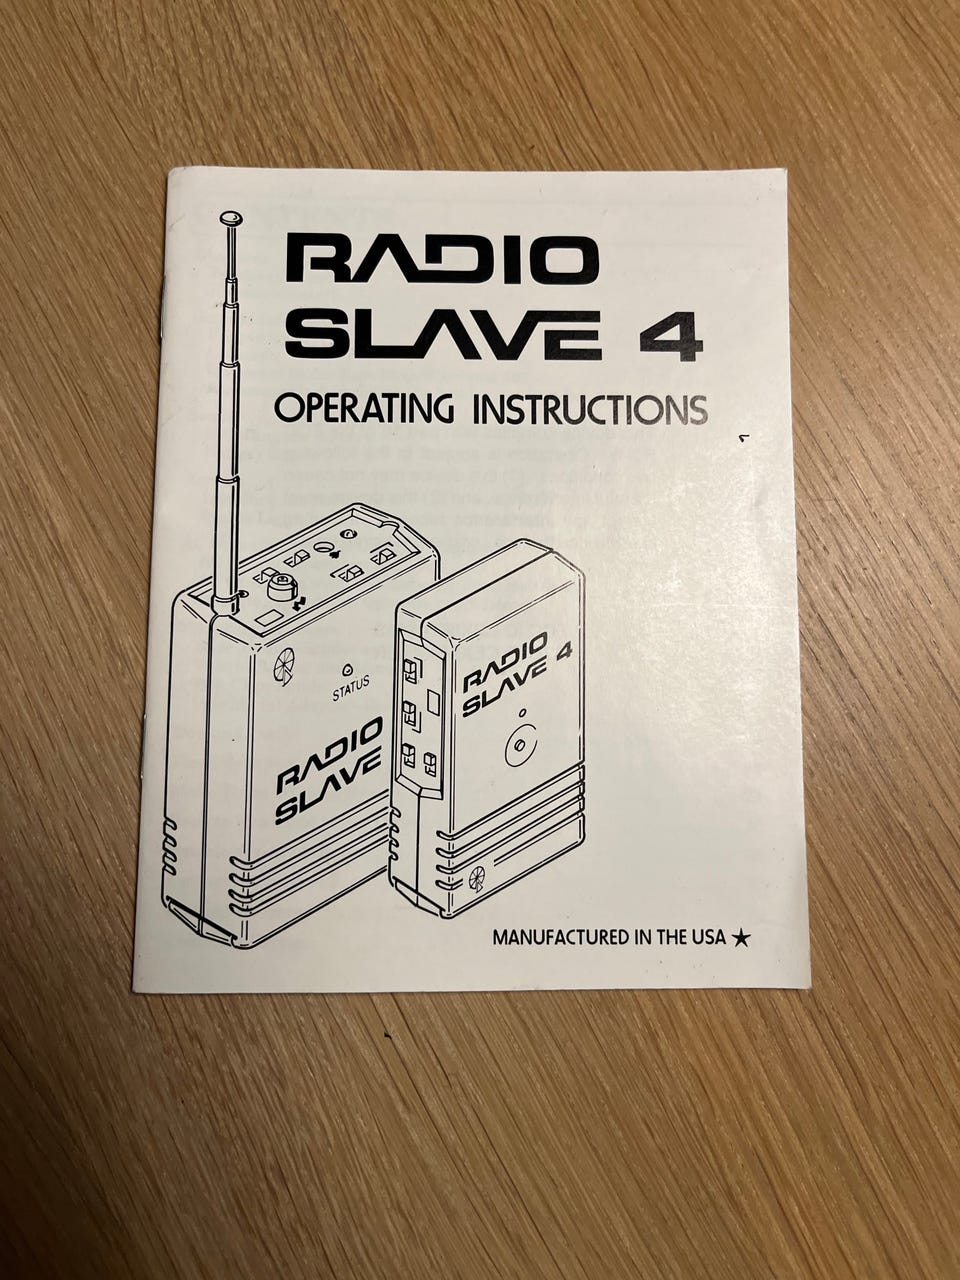 RADIO
SLAVE 4
OPERATING INSTRUCTIONS
STATUS
RADIO
SLAVE
RADIO
SLAVE 4
MANUFACTURED IN THE USA ★